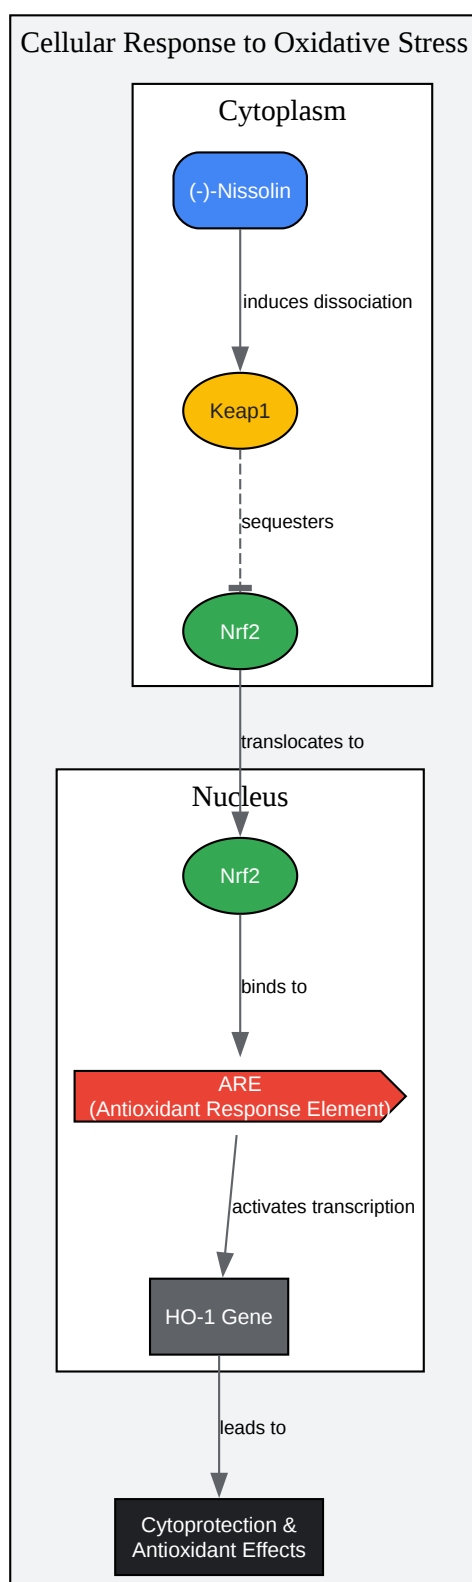 Cellular Response to Oxidative Stress
Cytoplasm
(-)-Nissolin
induces dissociation
Keap1
sequesters
Nrf2
translocates to
Nucleus
Nrf2
binds to
ARE
(Antioxidant Response Element)
activates transcription
HO-1 Gene
leads to
Cytoprotection &
Antioxidant Effects